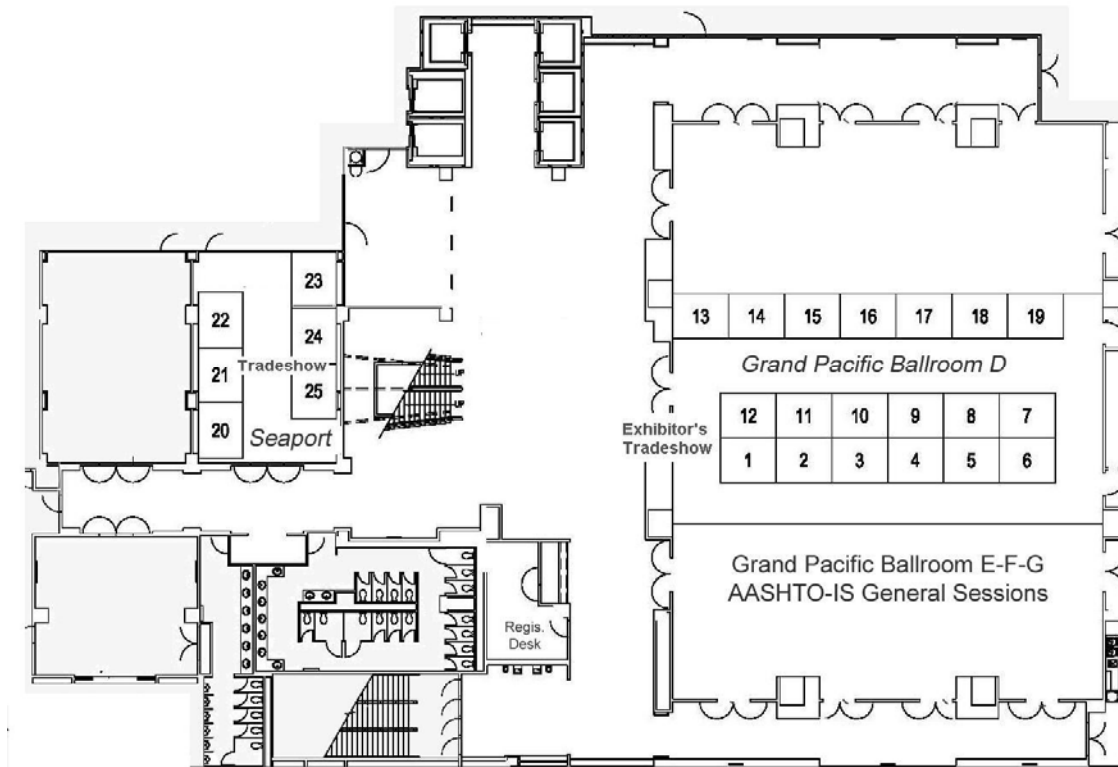 23
22
24
13 14 15 16 17 18 19
Tradeshow
21
25
Grand Pacific Ballroom D
UP
UP
20
Seaport
12 11 10 9 8 7
Exhibitor's
Tradeshow
1 2 3 4 5 6
Grand Pacific Ballroom E-F-G
AASHTO-IS General Sessions
Regis.
Desk